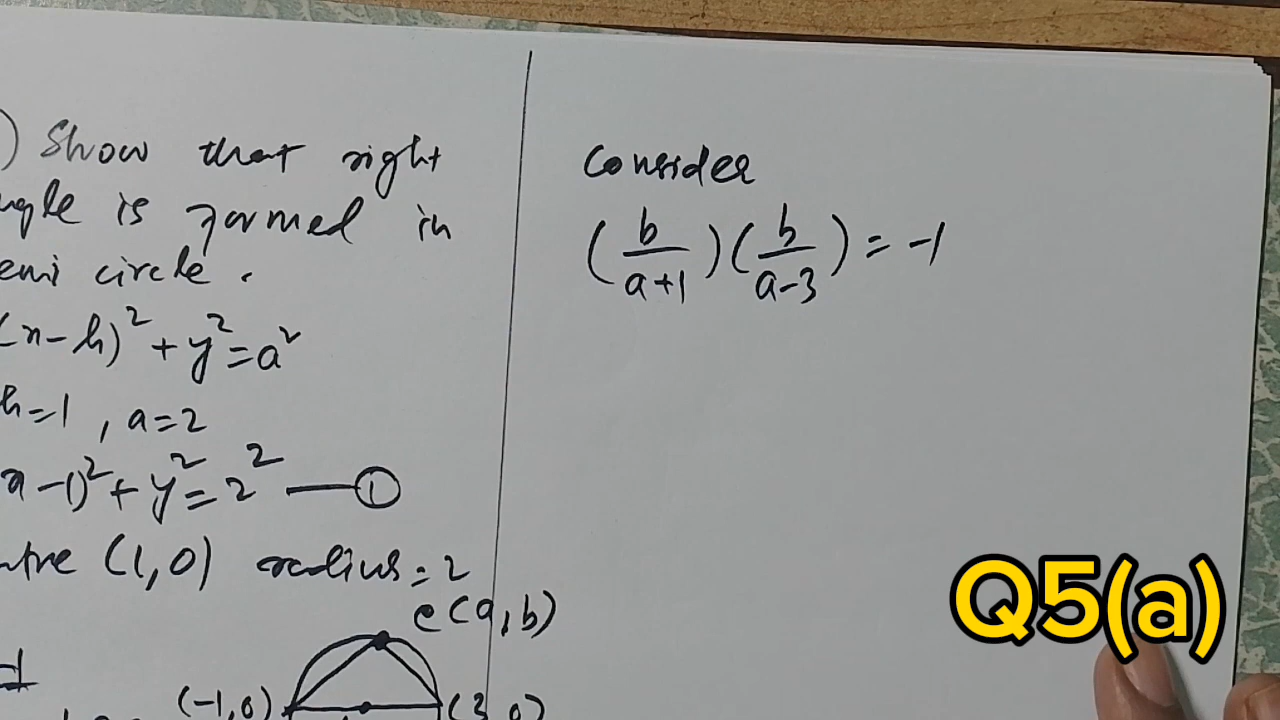 ) Show that right
ngle is formed in
emi circle.
(x-h)²+y²=a²
h=1, a=2
x-1)²+y²=2² —①
ntre (1,0) radius=2
c(a,b)
(-1,0) (3,0)
Consider
(b/a+1)(b/a-3)=-1
Q5(a)